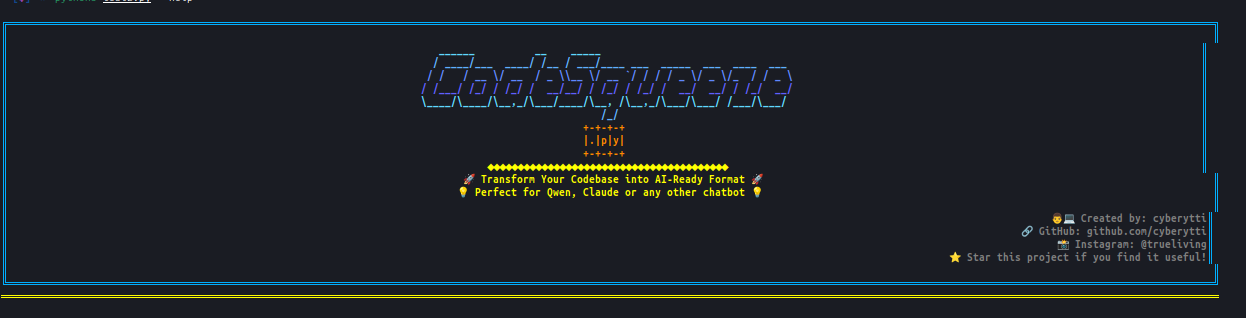 CodeSqueeze
|.|p|y|
🚀 Transform Your Codebase into AI-Ready Format 🚀
💡 Perfect for Qwen, Claude or any other chatbot 💡
👨💻 Created by: cyberytti
🔗 GitHub: github.com/cyberytti
📸 Instagram: @trueliving
⭐ Star this project if you find it useful!